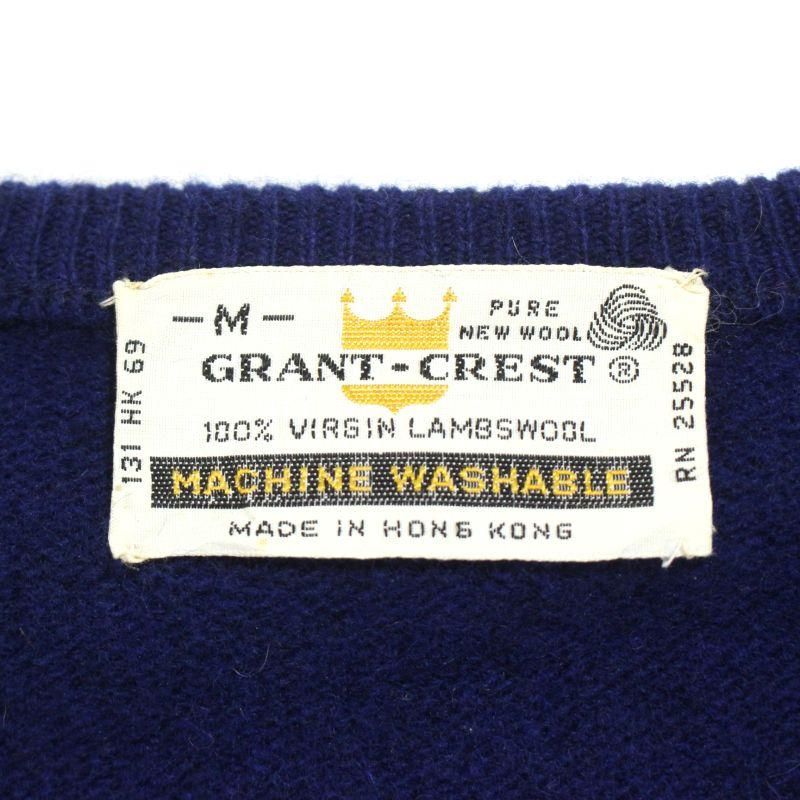 -M-
PURE
NEW WOOL
GRANT-CREST ®
100% VIRGIN LAMBSWOOL
MACHINE WASHABLE
MADE IN HONG KONG
131 HK 69
RN 25528